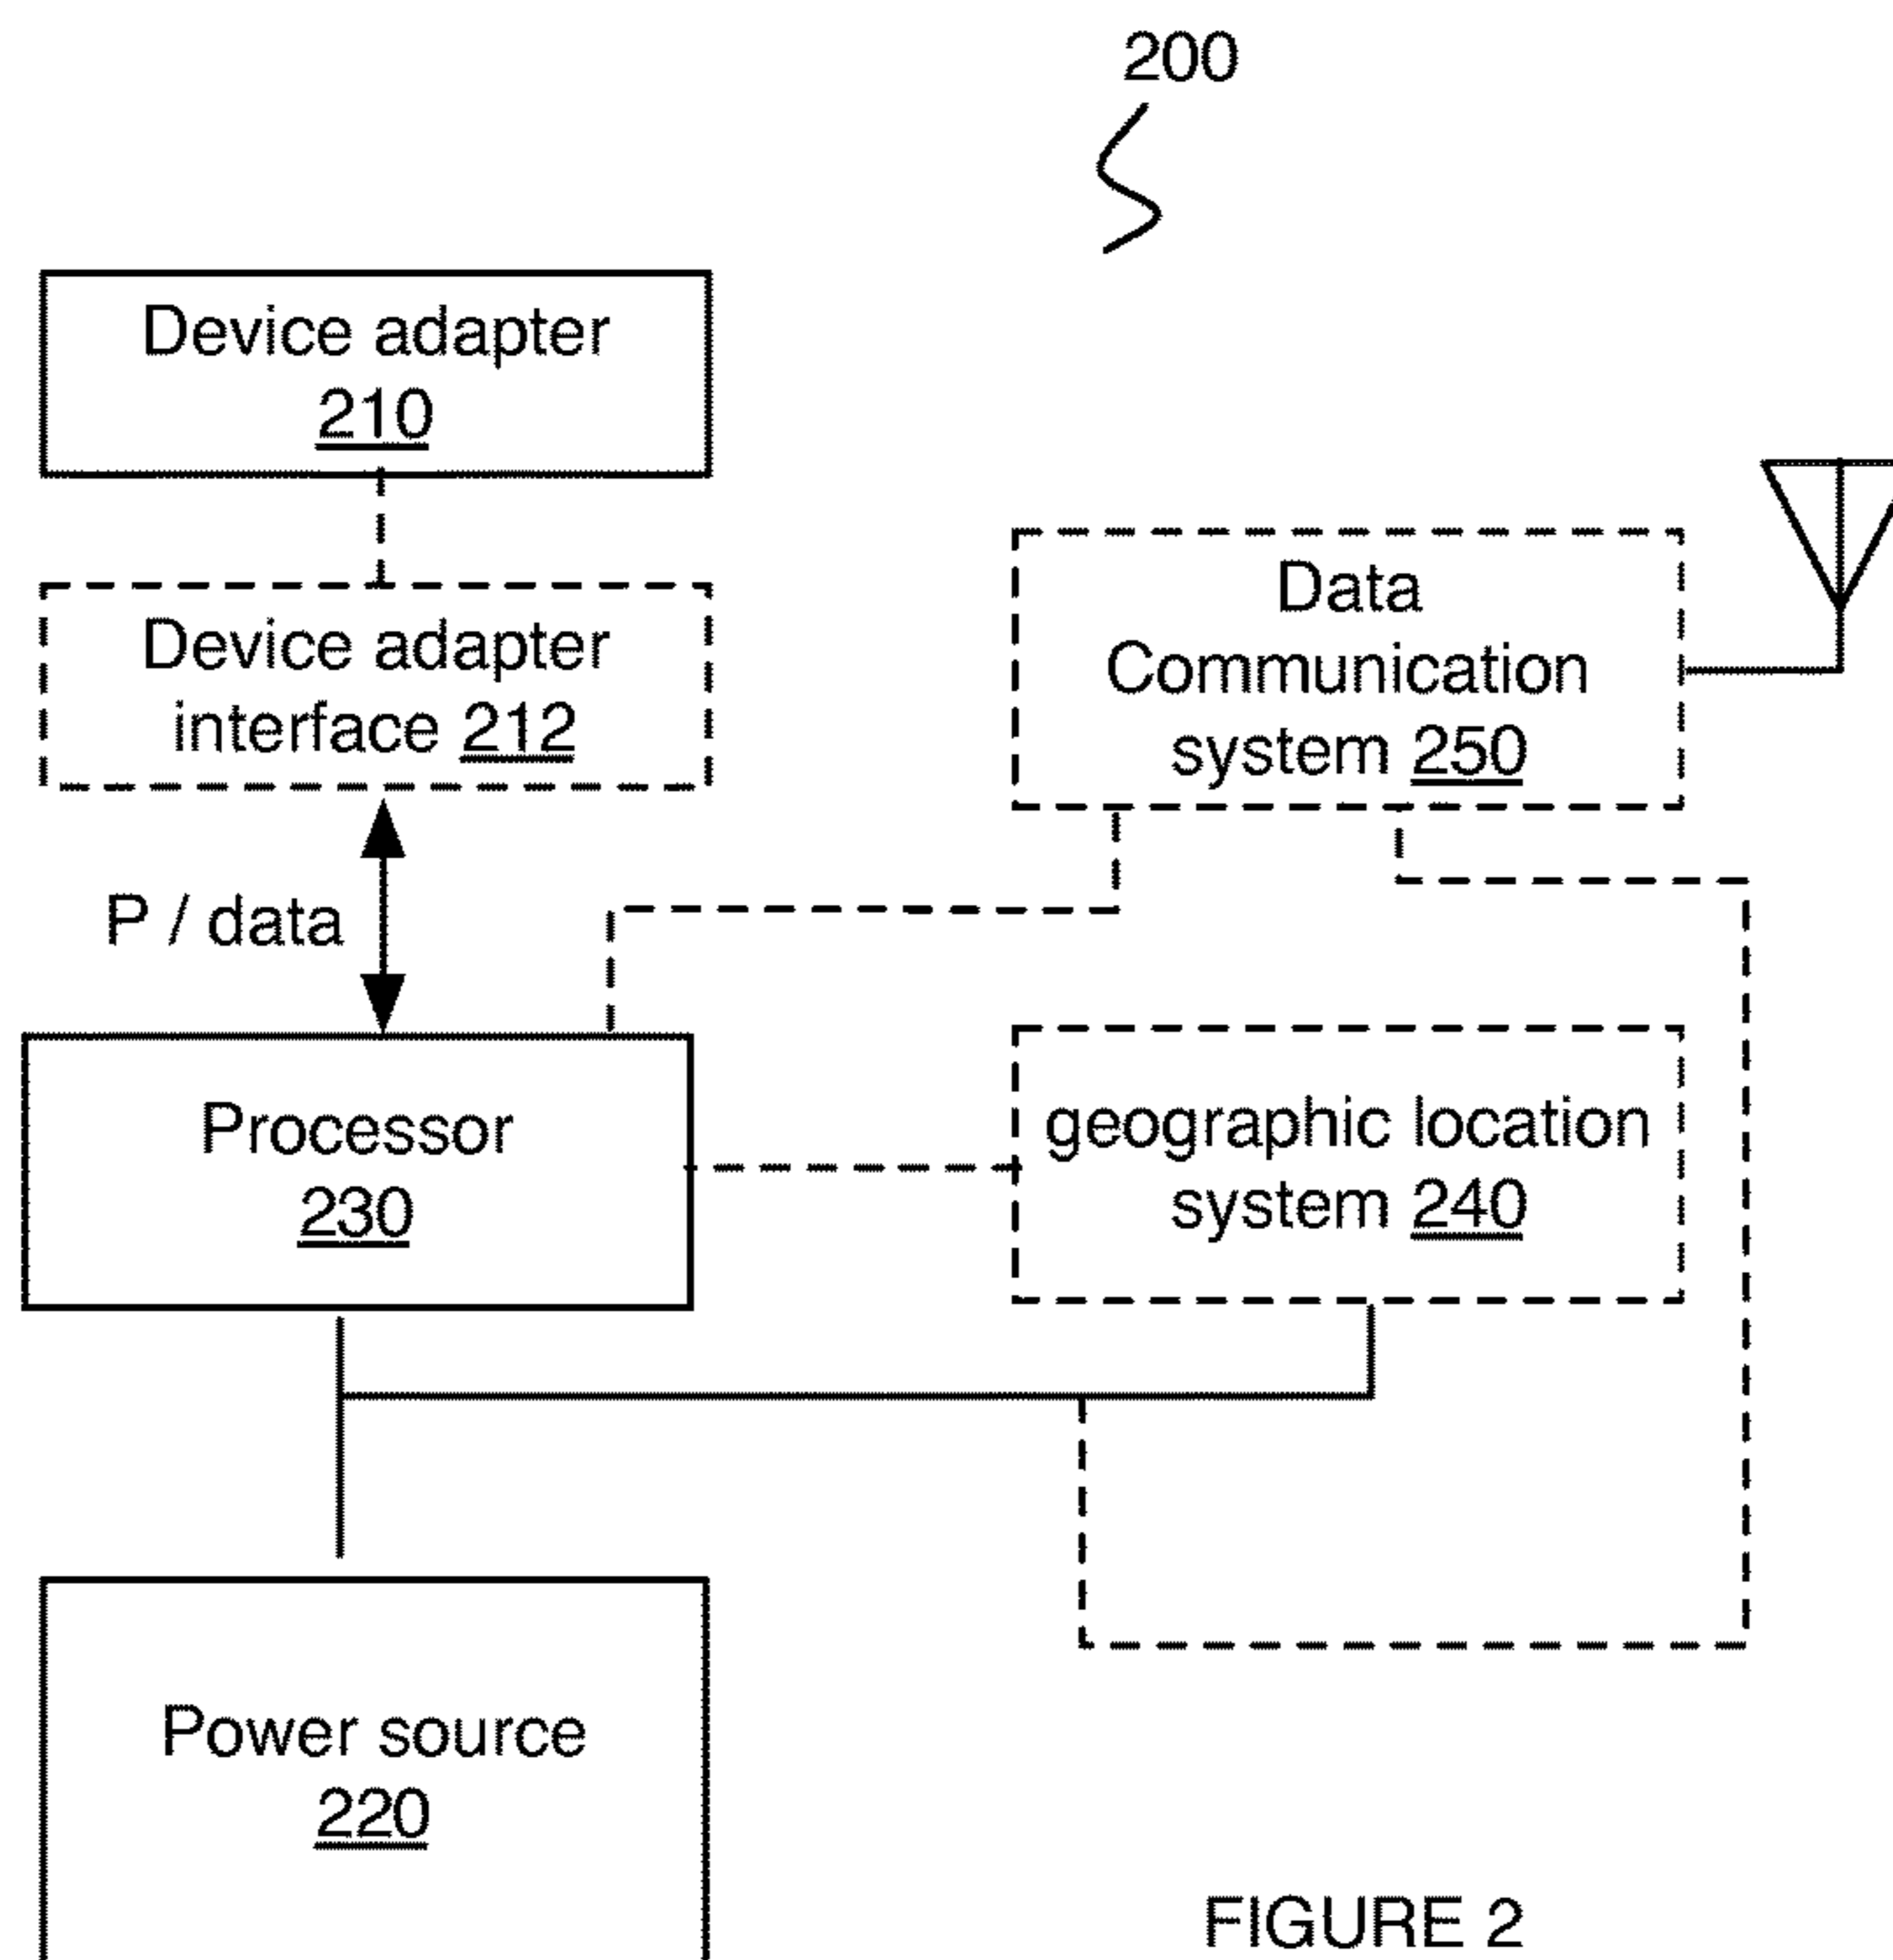 200
Device adapter
210
Device adapter
interface 212
Data
Communication
system 250
P / data
Processor
230
geographic location
system 240
Power source
220
FIGURE 2